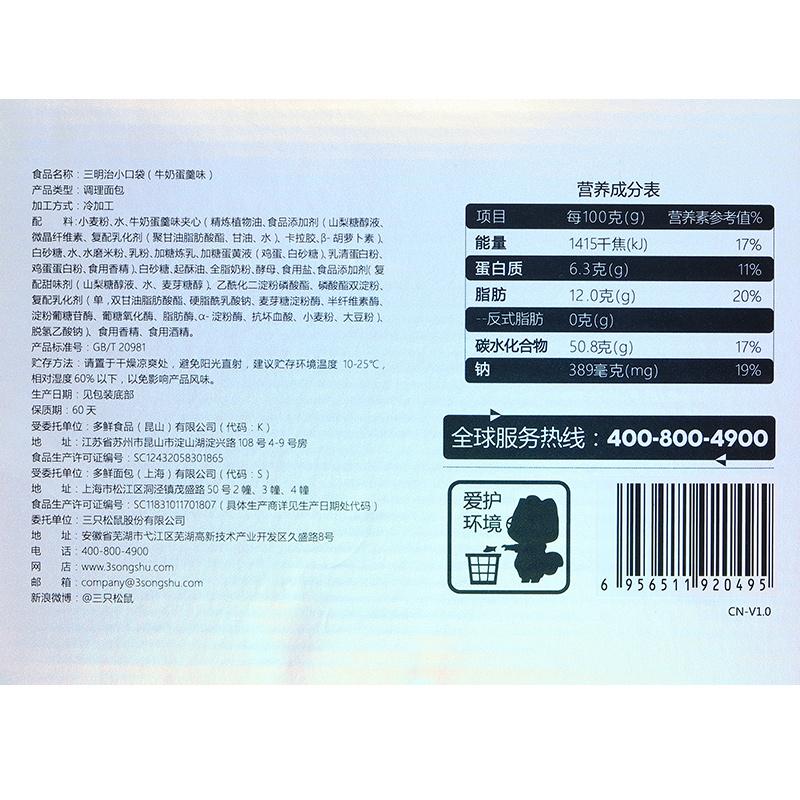 食品名称：三明治小口袋（牛奶蛋羹味）
产品类型：调理面包
加工方式：冷加工
配　　料:小麦粉、水、牛奶蛋羹味夹心（精炼植物油、食品添加剂（山梨糖醇液、
微晶纤维素、复配乳化剂（聚甘油脂肪酸酯、甘油、水）、卡拉胶、β-胡萝卜素）、
白砂糖、水、水磨米粉、乳粉、加糖炼乳、加糖蛋黄液（鸡蛋、白砂糖）、乳清蛋白粉、
鸡蛋蛋白粉、食用香精）、白砂糖、起酥油、全脂奶粉、酵母、食用盐、食品添加剂（复
配甜味剂（山梨糖醇液、水、麦芽糖醇）、乙酰化二淀粉磷酸酯、磷酸酯双淀粉、
复配乳化剂（单，双甘油脂肪酸酯、硬脂酰乳酸钠、麦芽糖淀粉酶、半纤维素酶、
淀粉葡糖苷酶、葡糖氧化酶、脂肪酶、α-淀粉酶、抗坏血酸、小麦粉、大豆粉）、
脱氢乙酸钠）、食用香精、食用酒精。
产品标准号：GB/T 20981
贮存方法：请置于干燥凉爽处，避免阳光直射，建议贮存环境温度 10-25℃，
相对湿度60%以下，以免影响产品风味。
生产日期：见包装底部
保质期：60 天
受委托单位：多鲜食品（昆山）有限公司（代码：K）
地　　址：江苏省苏州市昆山市淀山湖淀兴路 108 号 4-9 号房
食品生产许可证编号：SC12432058301865
受委托单位：多鲜面包（上海）有限公司（代码：S）
地　　址：上海市松江区洞泾镇茂盛路 50 号 2 幢、3 幢、4 幢
食品生产许可证编号：SC11831011701807（具体生产商详见生产日期处代码）
委托单位：三只松鼠股份有限公司
地　　址：安徽省芜湖市弋江区芜湖高新技术产业开发区久盛路8号
电　　话：400-800-4900
网　　店：www.3songshu.com
邮　　箱：company@3songshu.com
新浪微博：@三只松鼠
营养成分表
项目 每100克(g) 营养素参考值%
能量 1415千焦(kJ) 17%
蛋白质 6.3克(g) 11%
脂肪 12.0克(g) 20%
--反式脂肪 0克(g)
碳水化合物 50.8克(g) 17%
钠 389毫克(mg) 19%
全球服务热线：400-800-4900
爱护
环境
6 956511 920495
CN-V1.0